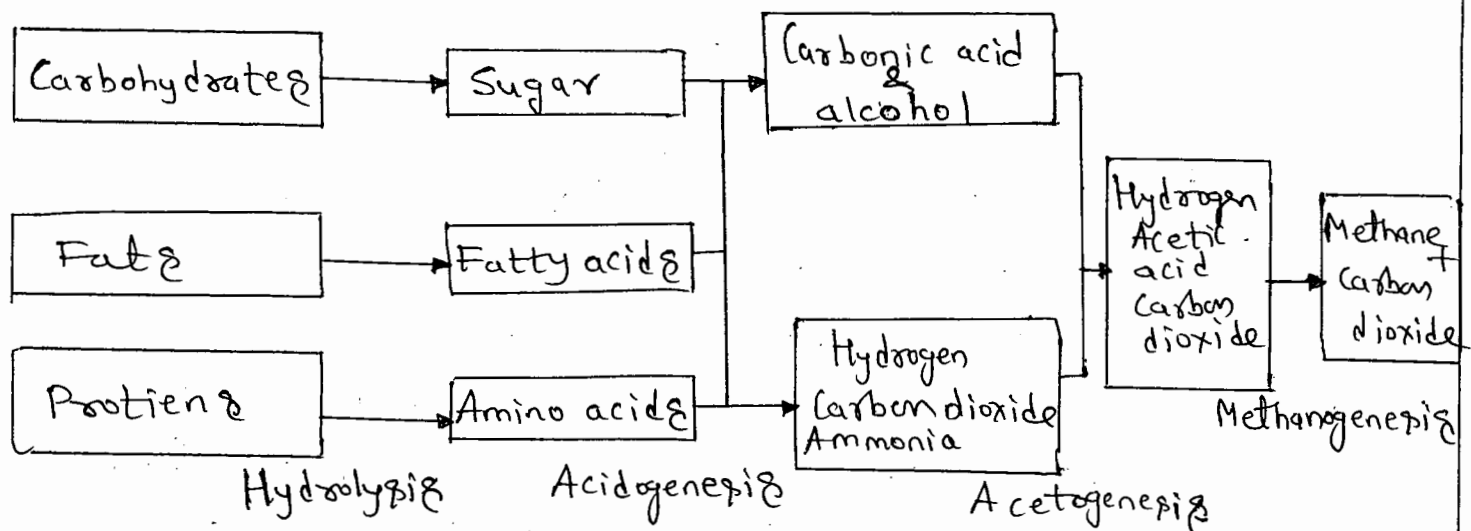 Carbohydrates
Sugar
Carbonic acid
&
alcohol
Fats
Fatty acids
Hydrogen
Acetic
acid
Carbon
dioxide
Methane
+
Carbon
dioxide
Protiens
Amino acids
Hydrogen
Carbon dioxide
Ammonia
Hydrolysis
Acidogenesis
Acetogenesis
Methanogenesis